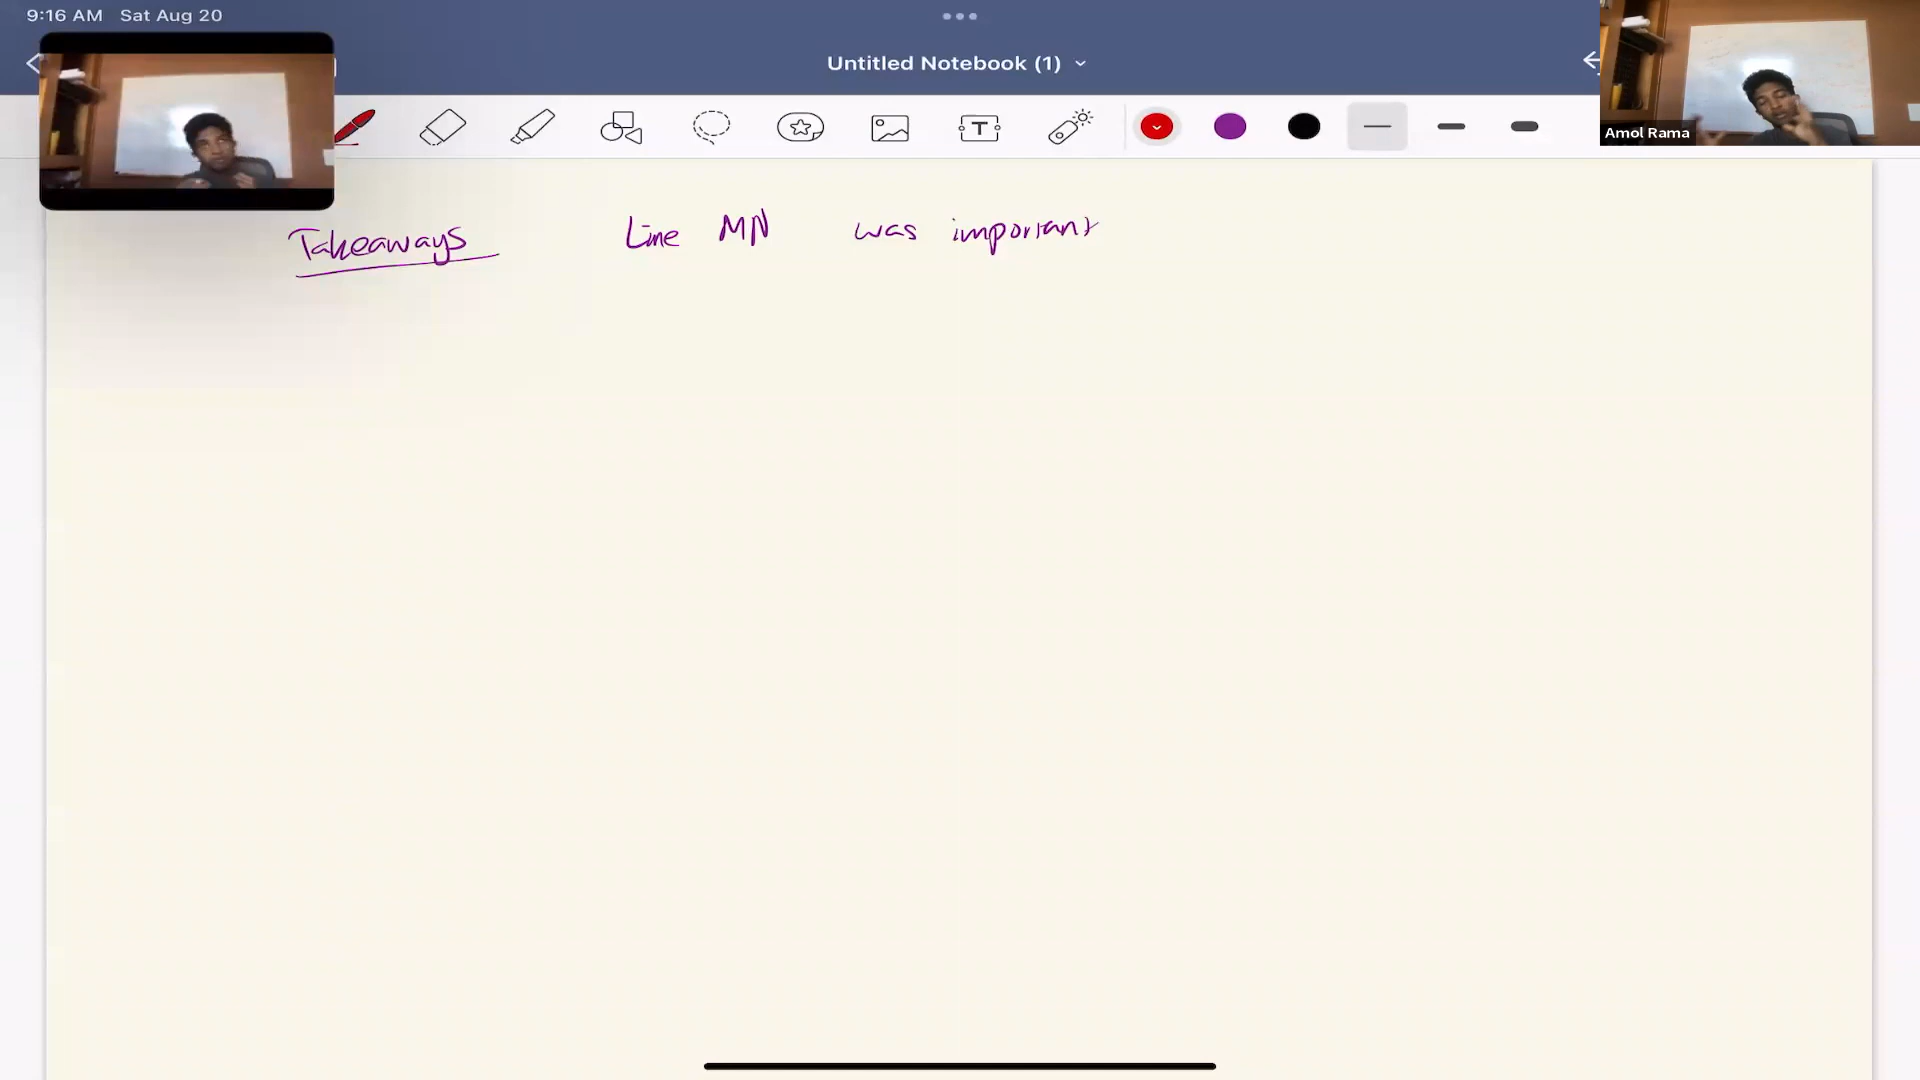 9:16 AM Sat Aug 20
Untitled Notebook (1)
T
Amol Rama
Takeaways
Line MN was important